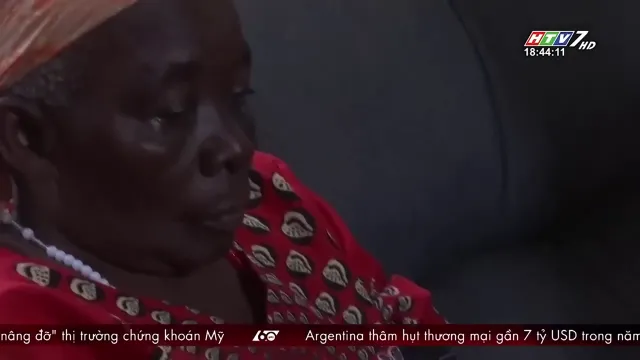 HTV7 HD
18:44:11
nâng đỡ" thị trường chứng khoán Mỹ 60 Argentina thâm hụt thương mại gần 7 tỷ USD trong năm